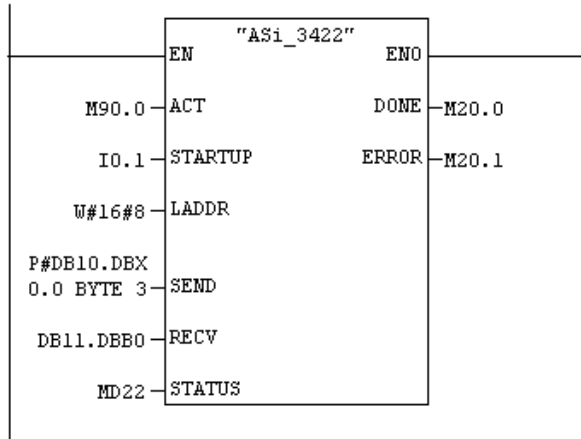 "ASi_3422"
EN ENO
M90.0 ACT DONE M20.0
I0.1 STARTUP ERROR M20.1
W#16#8 LADDR
P#DB10.DBX
0.0 BYTE 3 SEND
DB11.DBB0 RECV
MD22 STATUS